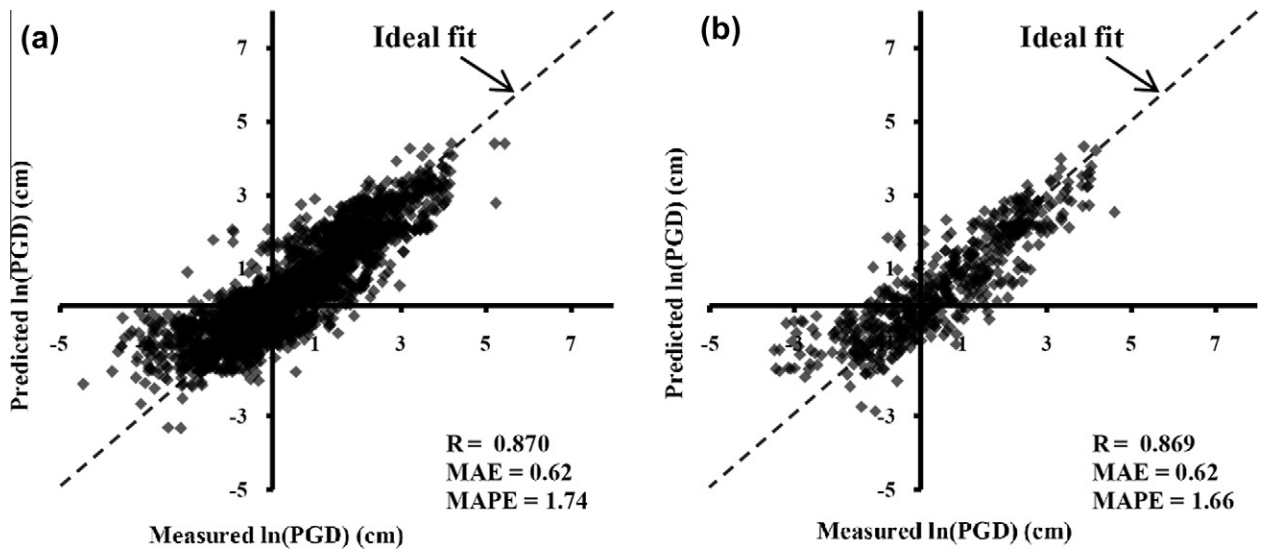 (a)
Ideal fit
7
5
3
1
-5
1
3
5
7
-3
-5
Predicted ln(PGD) (cm)
R = 0.870
MAE = 0.62
MAPE = 1.74
Measured ln(PGD) (cm)
(b)
Ideal fit
7
5
3
1
-5
-3
1
3
5
7
-3
-5
Predicted ln(PGD) (cm)
R = 0.869
MAE = 0.62
MAPE = 1.66
Measured ln(PGD) (cm)